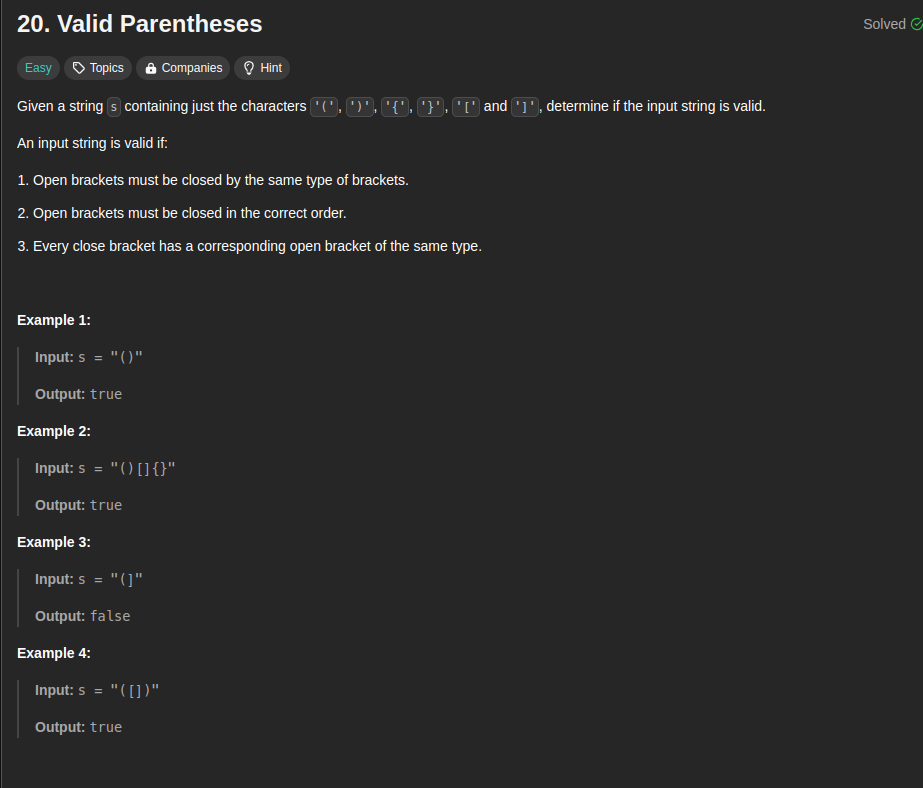 20. Valid Parentheses
Solved
Easy Topics Companies Hint
Given a string s containing just the characters '(', ')', '{', '}', '[' and ']', determine if the input string is valid.
An input string is valid if:
1. Open brackets must be closed by the same type of brackets.
2. Open brackets must be closed in the correct order.
3. Every close bracket has a corresponding open bracket of the same type.
Example 1:
Input: s = "()"
Output: true
Example 2:
Input: s = "()[]{}"
Output: true
Example 3:
Input: s = "(]"
Output: false
Example 4:
Input: s = "([])"
Output: true